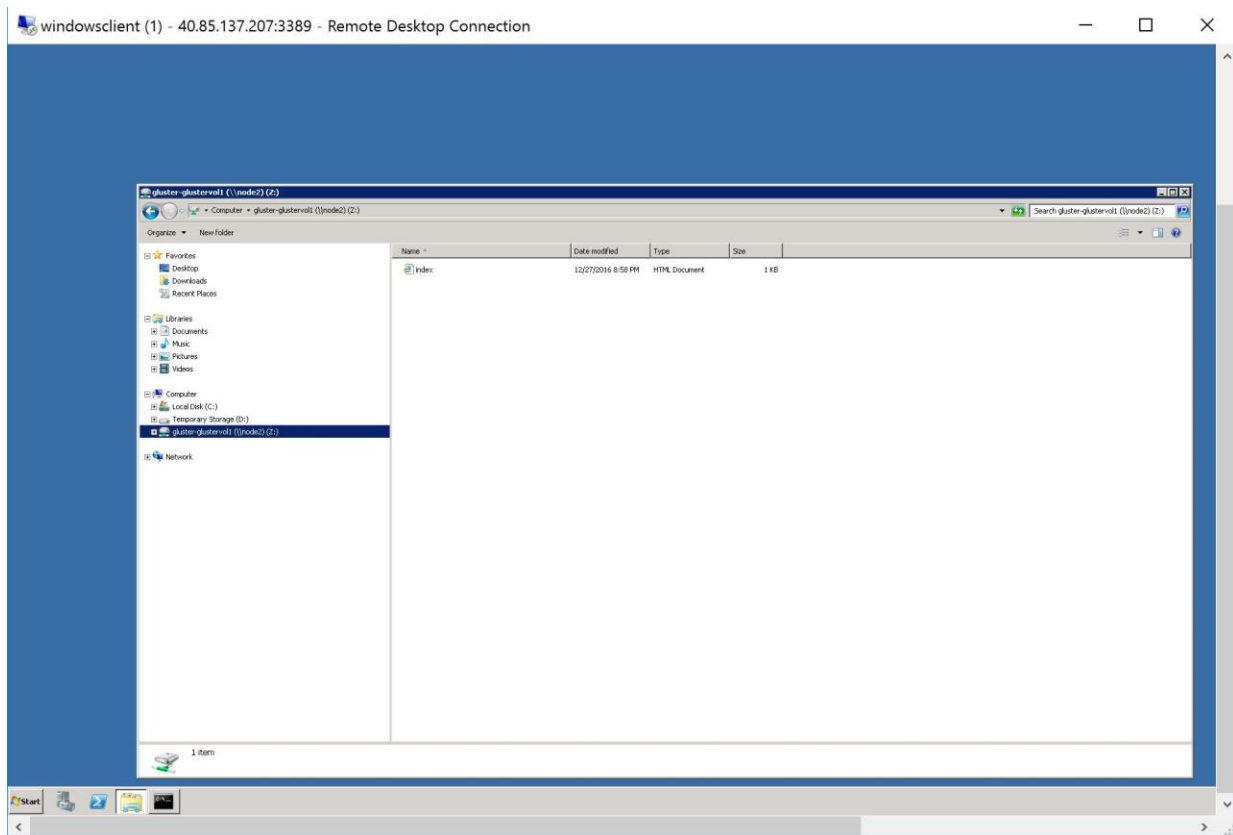 windowsclient (1) - 40.85.137.207:3389 - Remote Desktop Connection
gluster-glustervol1 (\\node2) (Z:)
Computer gluster-glustervol1 (\\node2) (Z:)
Search gluster-glustervol1 (\\node2) (Z:)
Organize New folder
Name Date modified Type Size
Favorites
Desktop
Downloads
Recent Places
Libraries
Documents
Music
Pictures
Videos
Computer
Local Disk (C:)
Temporary Storage (D:)
gluster-glustervol1 (\\node2) (Z:)
Network
index 12/27/2016 8:58 PM HTML Document 1 KB
1 item
Start